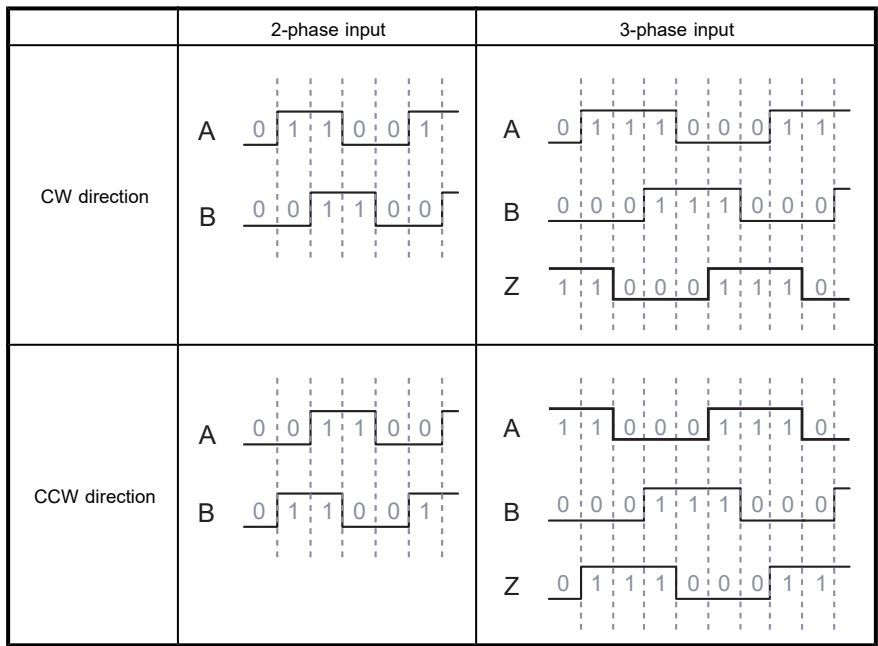 2-phase input 3-phase input
CW direction
A 0 1 1 0 0 1
B 0 0 1 1 0 0
A 0 1 1 1 0 0 0 1 1
B 0 0 0 1 1 1 0 0 0
Z 1 1 0 0 0 1 1 1 0
CCW direction
A 0 0 1 1 0 0
B 0 1 1 0 0 1
A 1 1 0 0 0 1 1 1 0
B 0 0 0 1 1 1 0 0 0
Z 0 1 1 1 0 0 0 1 1